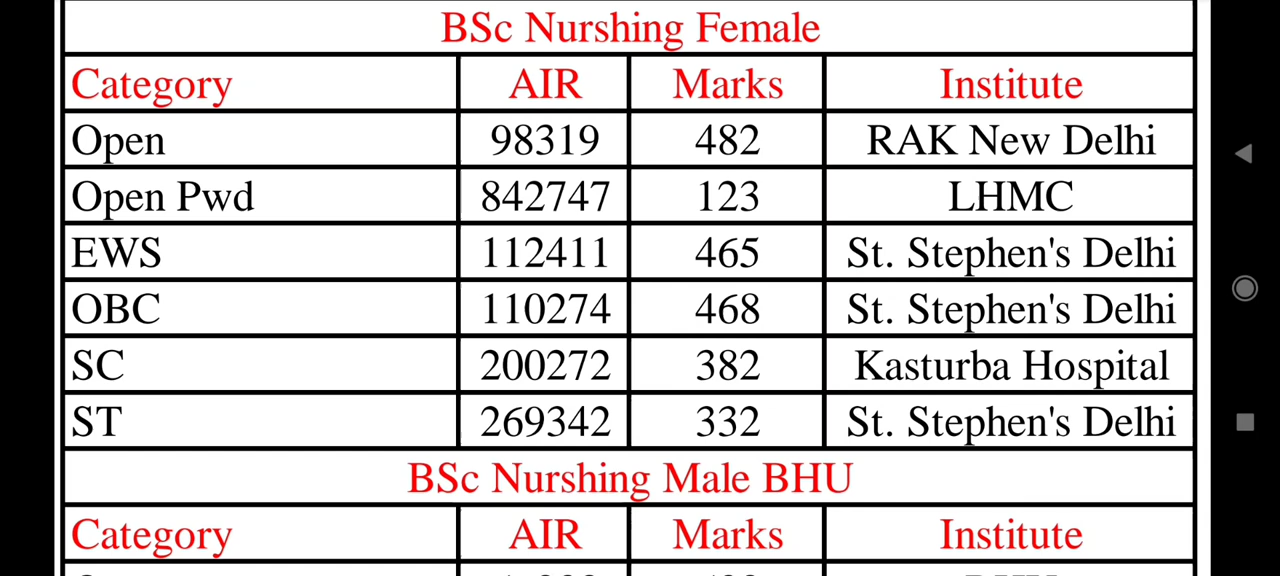 BSc Nurshing Female
Category AIR Marks Institute
Open 98319 482 RAK New Delhi
Open Pwd 842747 123 LHMC
EWS 112411 465 St. Stephen's Delhi
OBC 110274 468 St. Stephen's Delhi
SC 200272 382 Kasturba Hospital
ST 269342 332 St. Stephen's Delhi
BSc Nurshing Male BHU
Category AIR Marks Institute